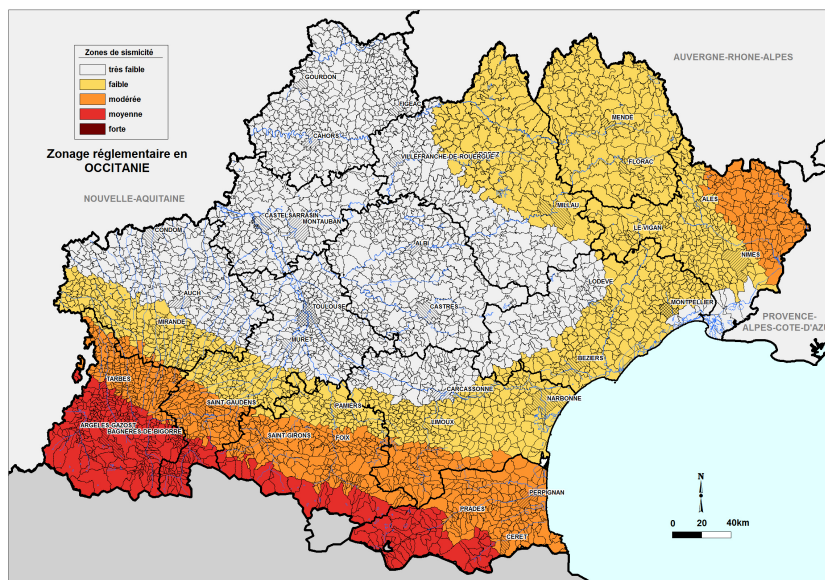 Zones de sismicité
très faible
faible
modérée
moyenne
forte
Zonage réglementaire en
OCCITANIE
AUVERGNE-RHONE-ALPES
NOUVELLE-AQUITAINE
PROVENCE-
ALPES-COTE-D'AZU
GOURDON
FIGEAC
CAHORS
MENDE
VILLEFRANCHE-DE-ROUERGUE
FLORAC
ALES
CASTELSARRASIN
MONTAUBAN
MILLAU
LE-VIGAN
CONDOM
ALBI
NIMES
LODEVE
AUCH
TOULOUSE
CASTRES
MONTPELLIER
MIRANDE
MURET
BEZIERS
TARBES
CARCASSONNE
SAINT-GAUDENS
PAMIERS
NARBONNE
LIMOUX
ARGELES-GAZOST
BAGNERES-DE-BIGORRE
SAINT-GIRONS
FOIX
PERPIGNAN
PRADES
CERET
N
0 20 40km